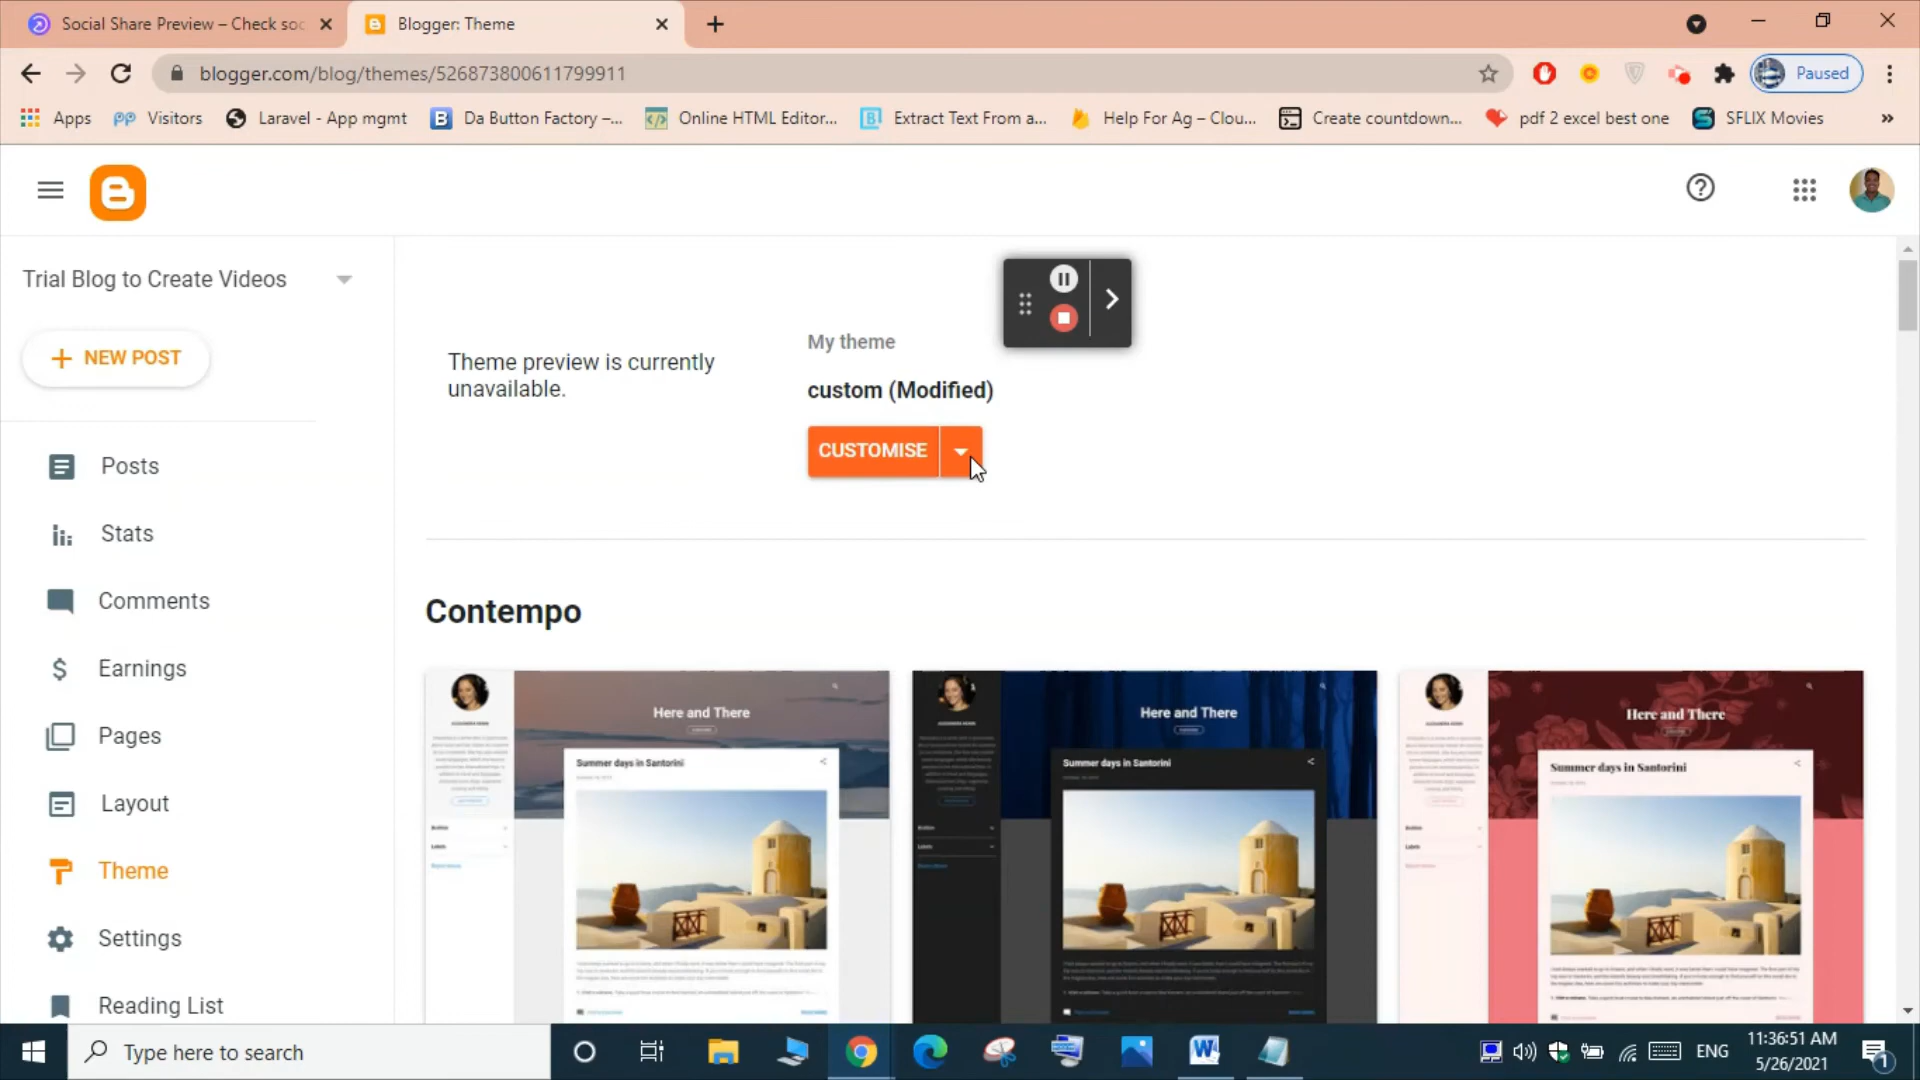 Social Share Preview – Check soc
Blogger: Theme
blogger.com/blog/themes/526873800611799911
Paused
Apps
Visitors
Laravel - App mgmt
Da Button Factory –...
Online HTML Editor...
Extract Text From a...
Help For Ag – Clou...
Create countdown...
pdf 2 excel best one
SFLIX Movies
»
Trial Blog to Create Videos
NEW POST
Posts
Stats
Comments
Earnings
Pages
Layout
Theme
Settings
Reading List
Theme preview is currently
unavailable.
My theme
custom (Modified)
CUSTOMISE
Contempo
Here and There
Summer days in Santorini
Here and There
Summer days in Santorini
Here and There
Summer days in Santorini
Type here to search
ENG
11:36:51 AM
5/26/2021
1